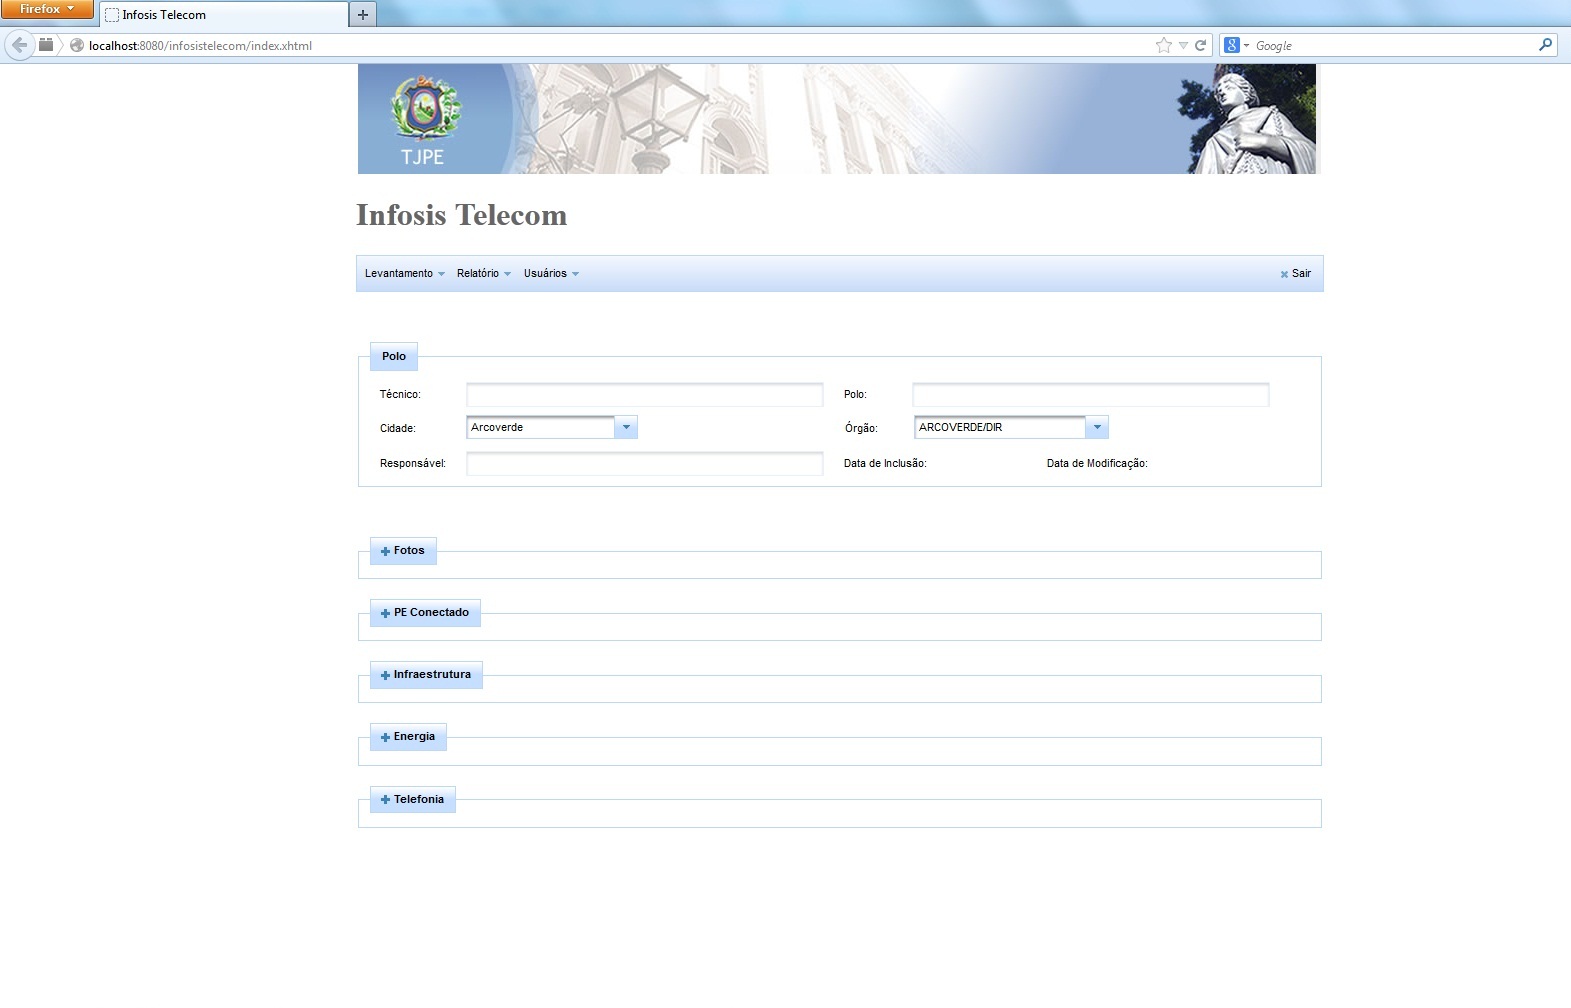 Firefox
Infosis Telecom
localhost:8080/infosistelecom/index.xhtml
8 Google
TJPE
Infosis Telecom
Levantamento Relatório Usuários Sair
Polo
Técnico: Polo:
Cidade: Arcoverde Órgão: ARCOVERDE/DIR
Responsável: Data de Inclusão: Data de Modificação:
Fotos
PE Conectado
Infraestrutura
Energia
Telefonia